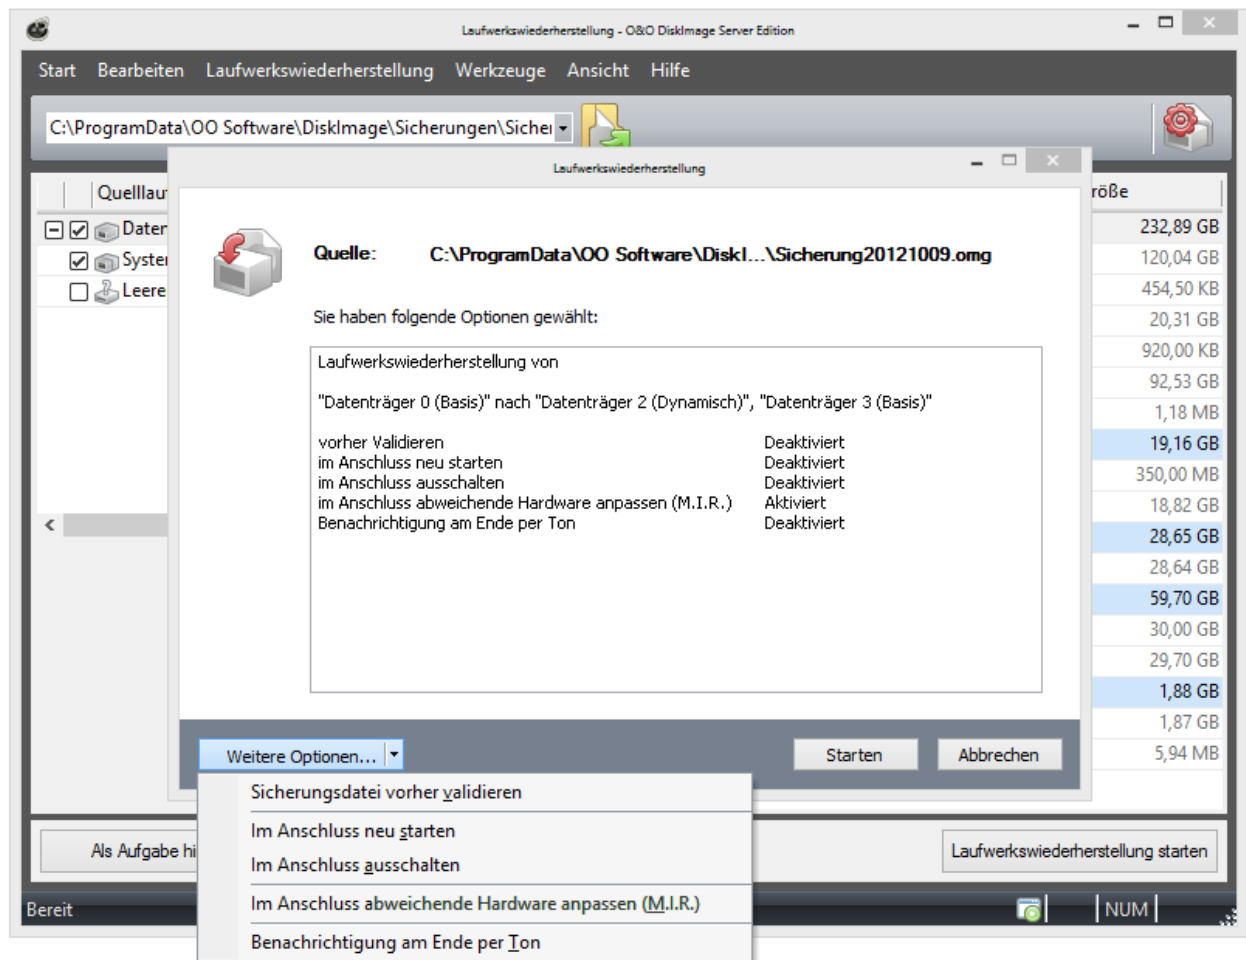 Laufwerkswiederherstellung - O&O DiskImage Server Edition
Start Bearbeiten Laufwerkswiederherstellung Werkzeuge Ansicht Hilfe
C:\ProgramData\OO Software\DiskImage\Sicherungen\Sicher
Laufwerkswiederherstellung
Quelllau
röße
Daten
232,89 GB
System
120,04 GB
Leere
454,50 KB
20,31 GB
920,00 KB
92,53 GB
1,18 MB
19,16 GB
350,00 MB
18,82 GB
28,65 GB
28,64 GB
59,70 GB
30,00 GB
29,70 GB
1,88 GB
1,87 GB
5,94 MB
Quelle: C:\ProgramData\OO Software\DiskI...\Sicherung20121009.omg
Sie haben folgende Optionen gewählt:
Laufwerkswiederherstellung von
"Datenträger 0 (Basis)" nach "Datenträger 2 (Dynamisch)", "Datenträger 3 (Basis)"
vorher Validieren Deaktiviert
im Anschluss neu starten Deaktiviert
im Anschluss ausschalten Deaktiviert
im Anschluss abweichende Hardware anpassen (M.I.R.) Aktiviert
Benachrichtigung am Ende per Ton Deaktiviert
Weitere Optionen... Starten Abbrechen
Sicherungsdatei vorher validieren
Im Anschluss neu starten
Im Anschluss ausschalten
Im Anschluss abweichende Hardware anpassen (M.I.R.)
Benachrichtigung am Ende per Ton
Als Aufgabe hi
Laufwerkswiederherstellung starten
Bereit
NUM